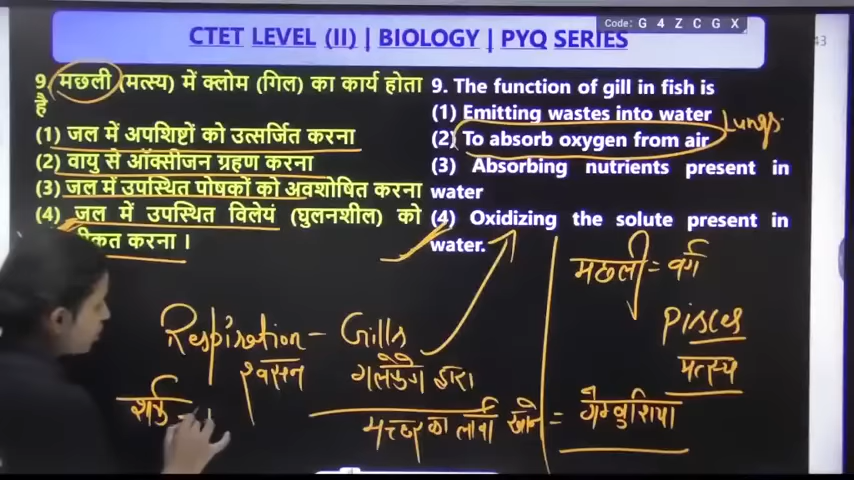 Code: G 4 Z C G X
43
CTET LEVEL (II) | BIOLOGY | PYQ SERIES
9. मछली (मत्स्य) में क्लोम (गिल) का कार्य होता
है
(1) जल में अपशिष्टों को उत्सर्जित करना
(2) वायु से ऑक्सीजन ग्रहण करना
(3) जल में उपस्थित पोषकों को अवशोषित करना
(4) जल में उपस्थित विलेयं (घुलनशील) को
कृत करना ।
9. The function of gill in fish is
(1) Emitting wastes into water
(2) To absorb oxygen from air
Lungs
(3) Absorbing nutrients present in
water
(4) Oxidizing the solute present in
water.
मछली = वर्ग
Pisces
मत्स्य
Respiration - Gills
श्वसन
द्वारा
मच्छर का लार्वा = गैम्बुशिया
शार्क -